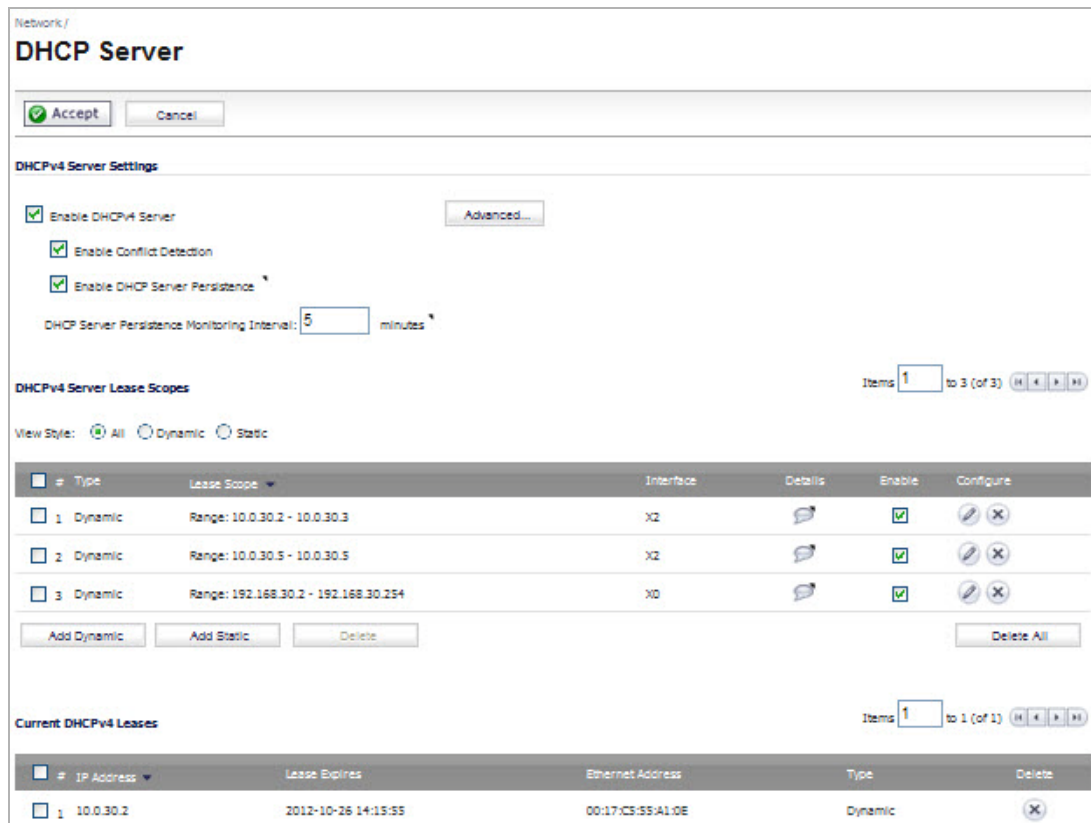 Network /
DHCP Server
Accept Cancel
DHCPv4 Server Settings
Enable DHCPv4 Server Advanced...
Enable Conflict Detection
Enable DHCP Server Persistence
DHCP Server Persistence Monitoring Interval: 5 minutes
DHCPv4 Server Lease Scopes Items 1 to 3 (of 3)
View Style: All Dynamic Static
# Type Lease Scope Interface Details Enable Configure
1 Dynamic Range: 10.0.30.2 - 10.0.30.3 X2
2 Dynamic Range: 10.0.30.5 - 10.0.30.5 X2
3 Dynamic Range: 192.168.30.2 - 192.168.30.254 X0
Add Dynamic Add Static Delete Delete All
Current DHCPv4 Leases Items 1 to 1 (of 1)
# IP Address Lease Expires Ethernet Address Type Delete
1 10.0.30.2 2012-10-26 14:15:55 00:17:C5:55:A1:0E Dynamic